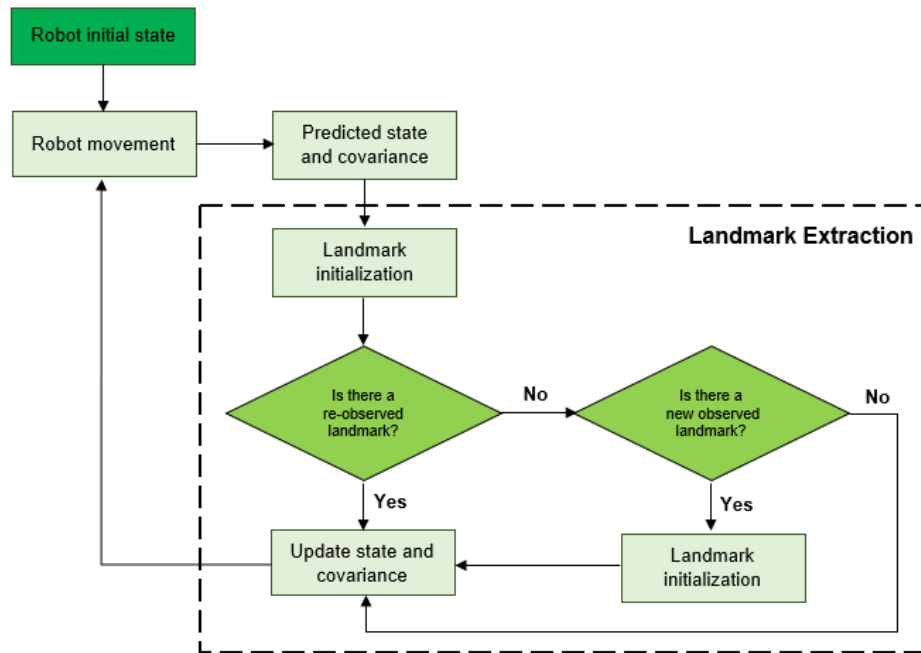 Robot initial state
Robot movement
Predicted state
and covariance
Landmark Extraction
Landmark
initialization
Is there a
re-observed
landmark?
No
Is there a
new observed
landmark?
No
Yes
Yes
Update state and
covariance
Landmark
initialization